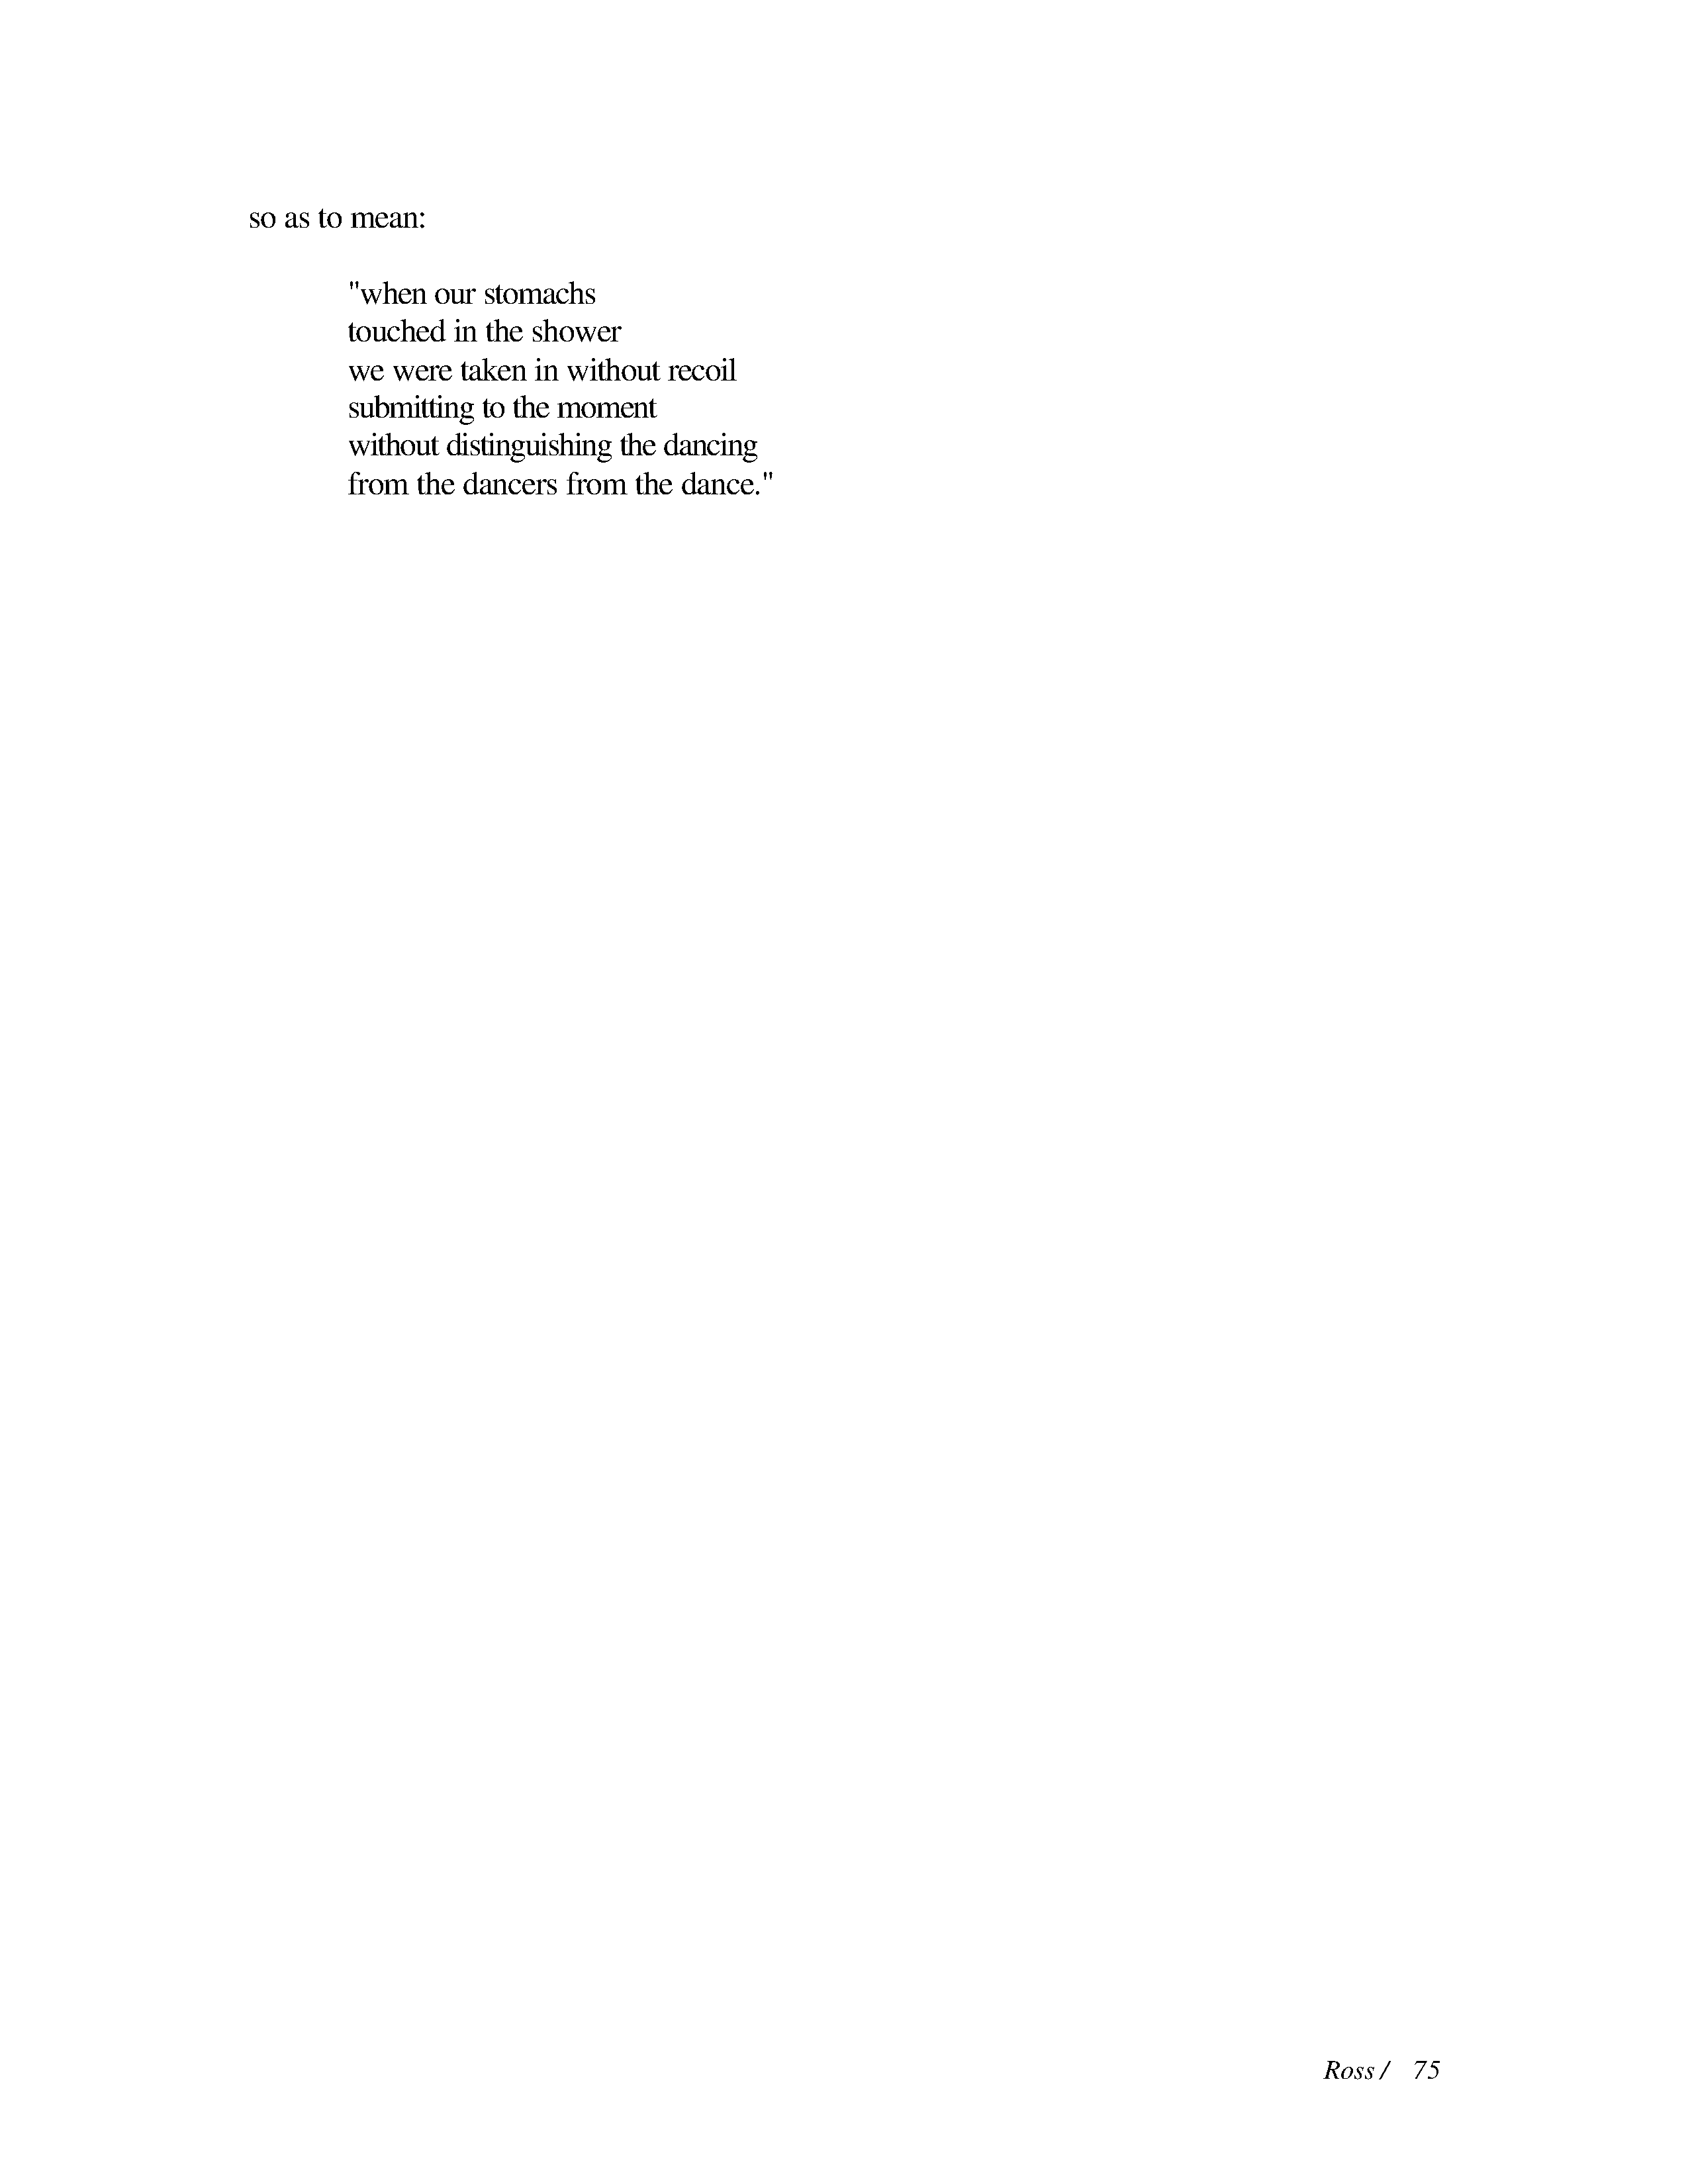 so as to mean:
"when our stomachs
touched in the shower
we were taken in without recoil
submitting to the moment
without distinguishing the dancing
from the dancers from the dance."
Ross / 75